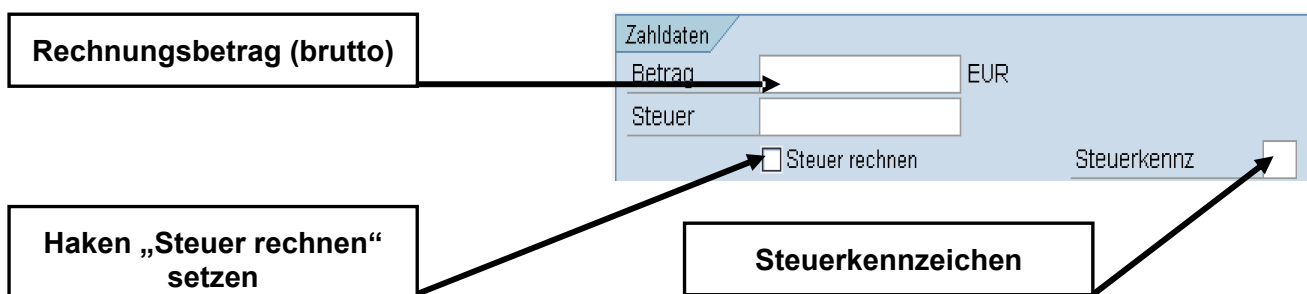 Rechnungsbetrag (brutto)
Zahldaten
Betrag EUR
Steuer
Steuer rechnen Steuerkennz
Haken „Steuer rechnen“
setzen
Steuerkennzeichen